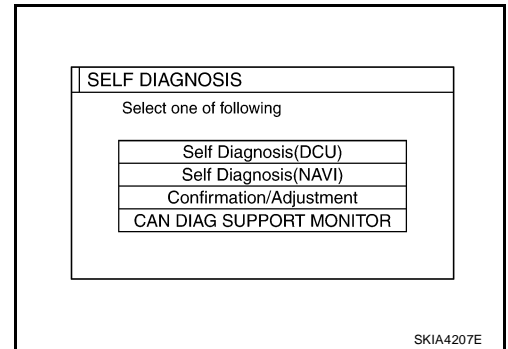 SELF DIAGNOSIS
Select one of following
Self Diagnosis(DCU)
Self Diagnosis(NAVI)
Confirmation/Adjustment
CAN DIAG SUPPORT MONITOR
SKIA4207E